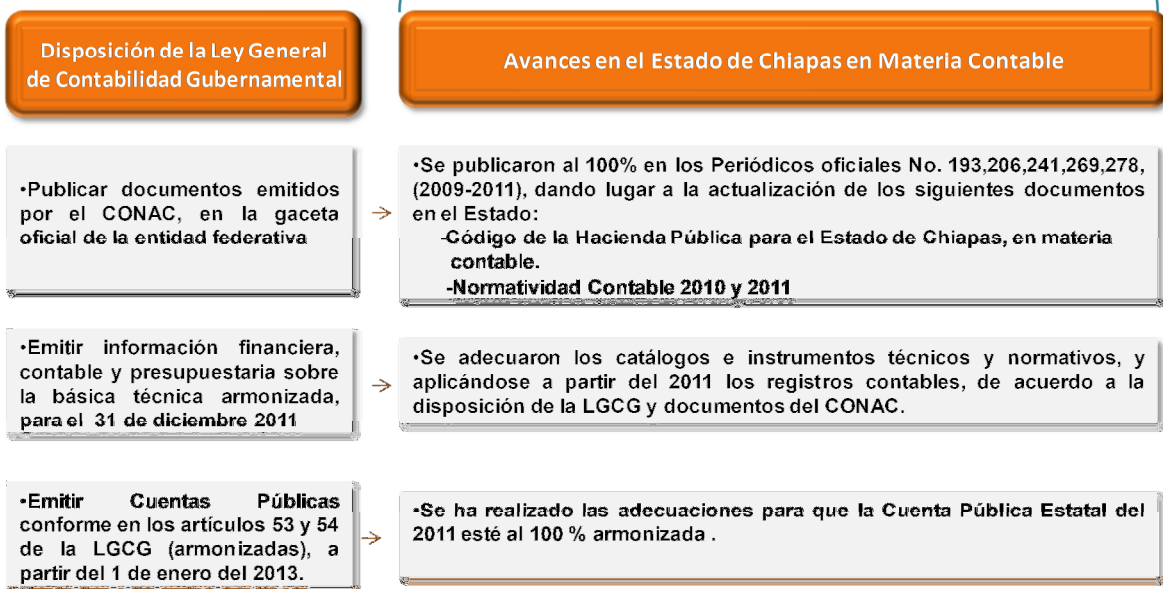 Disposición de la Ley General
de Contabilidad Gubernamental
Avances en el Estado de Chiapas en Materia Contable
•Publicar documentos emitidos
por el CONAC, en la gaceta
oficial de la entidad federativa
•Se publicaron al 100% en los Periódicos oficiales No. 193,206,241,269,278,
(2009-2011), dando lugar a la actualización de los siguientes documentos
en el Estado:
-Código de la Hacienda Pública para el Estado de Chiapas, en materia
contable.
-Normatividad Contable 2010 y 2011
•Emitir información financiera,
contable y presupuestaria sobre
la básica técnica armonizada,
para el 31 de diciembre 2011
•Se adecuaron los catálogos e instrumentos técnicos y normativos, y
aplicándose a partir del 2011 los registros contables, de acuerdo a la
disposición de la LGCG y documentos del CONAC.
•Emitir Cuentas Públicas
conforme en los artículos 53 y 54
de la LGCG (armonizadas), a
partir del 1 de enero del 2013.
•Se ha realizado las adecuaciones para que la Cuenta Pública Estatal del
2011 esté al 100 % armonizada .